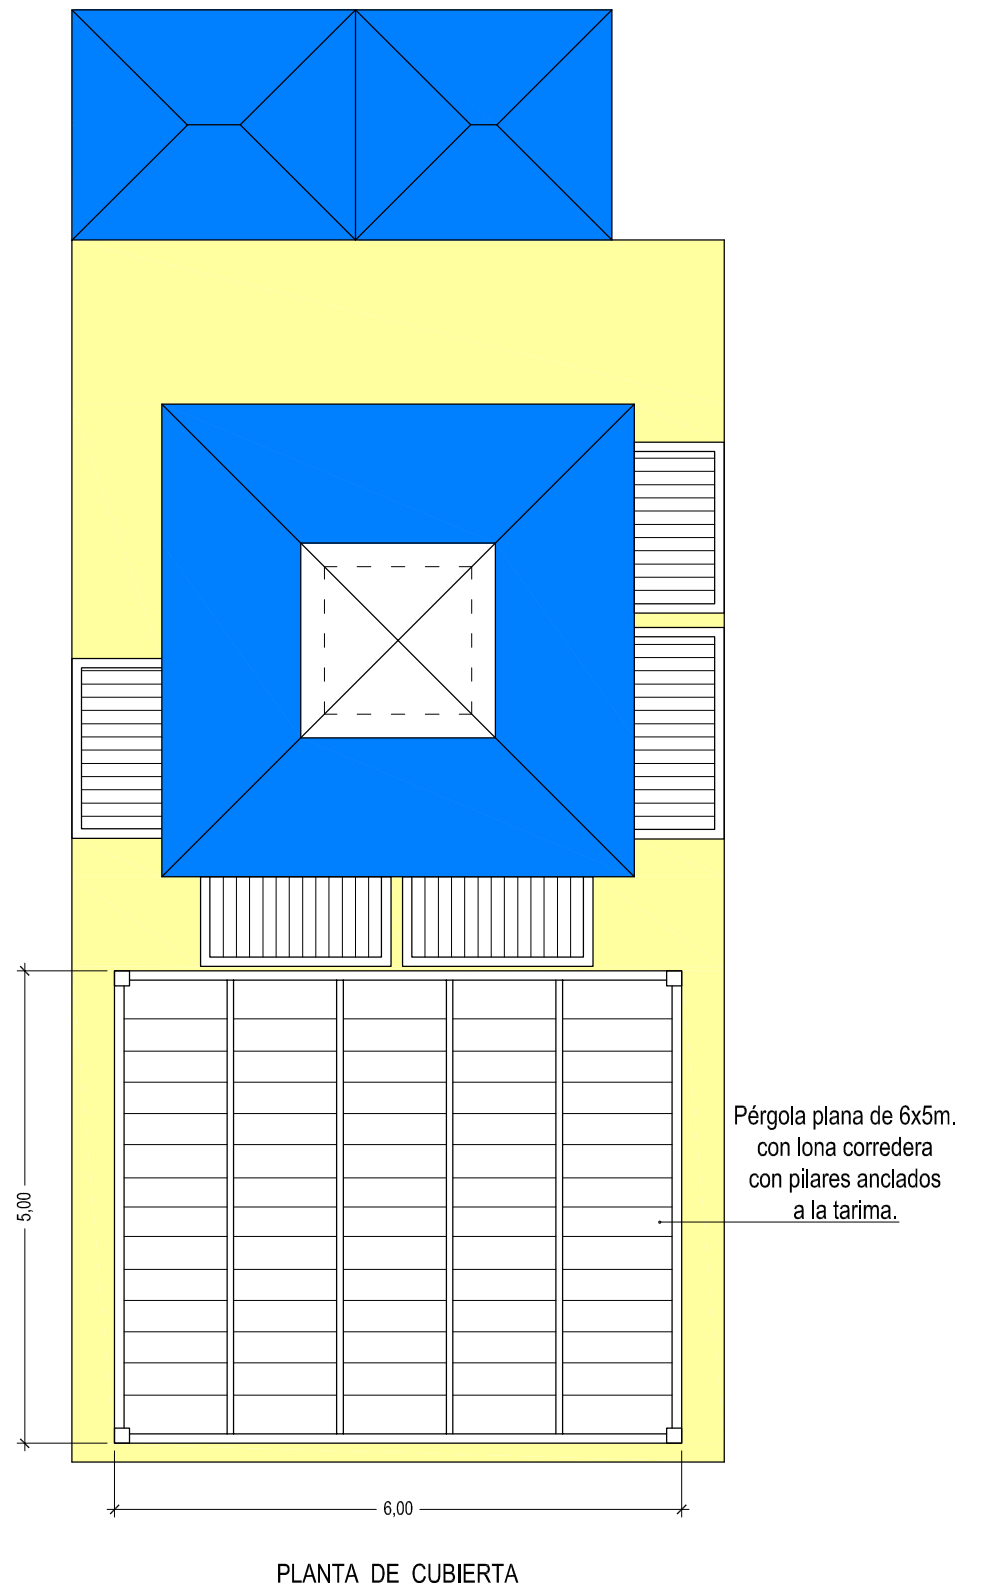 Pérgola plana de 6x5m.
con lona corredera
con pilares anclados
a la tarima.
5,00
6,00
PLANTA DE CUBIERTA